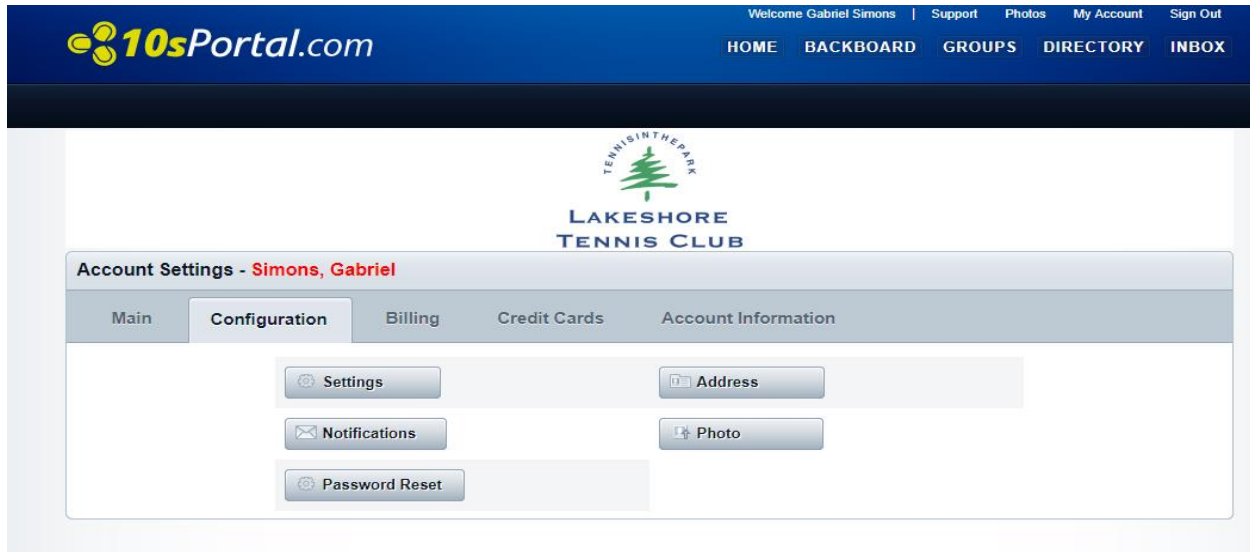 Welcome Gabriel Simons | Support Photos My Account Sign Out
10sPortal.com
HOME BACKBOARD GROUPS DIRECTORY INBOX
TENNISINTHEPARK
LAKESHORE
TENNIS CLUB
Account Settings - Simons, Gabriel
Main Configuration Billing Credit Cards Account Information
Settings Address
Notifications Photo
Password Reset